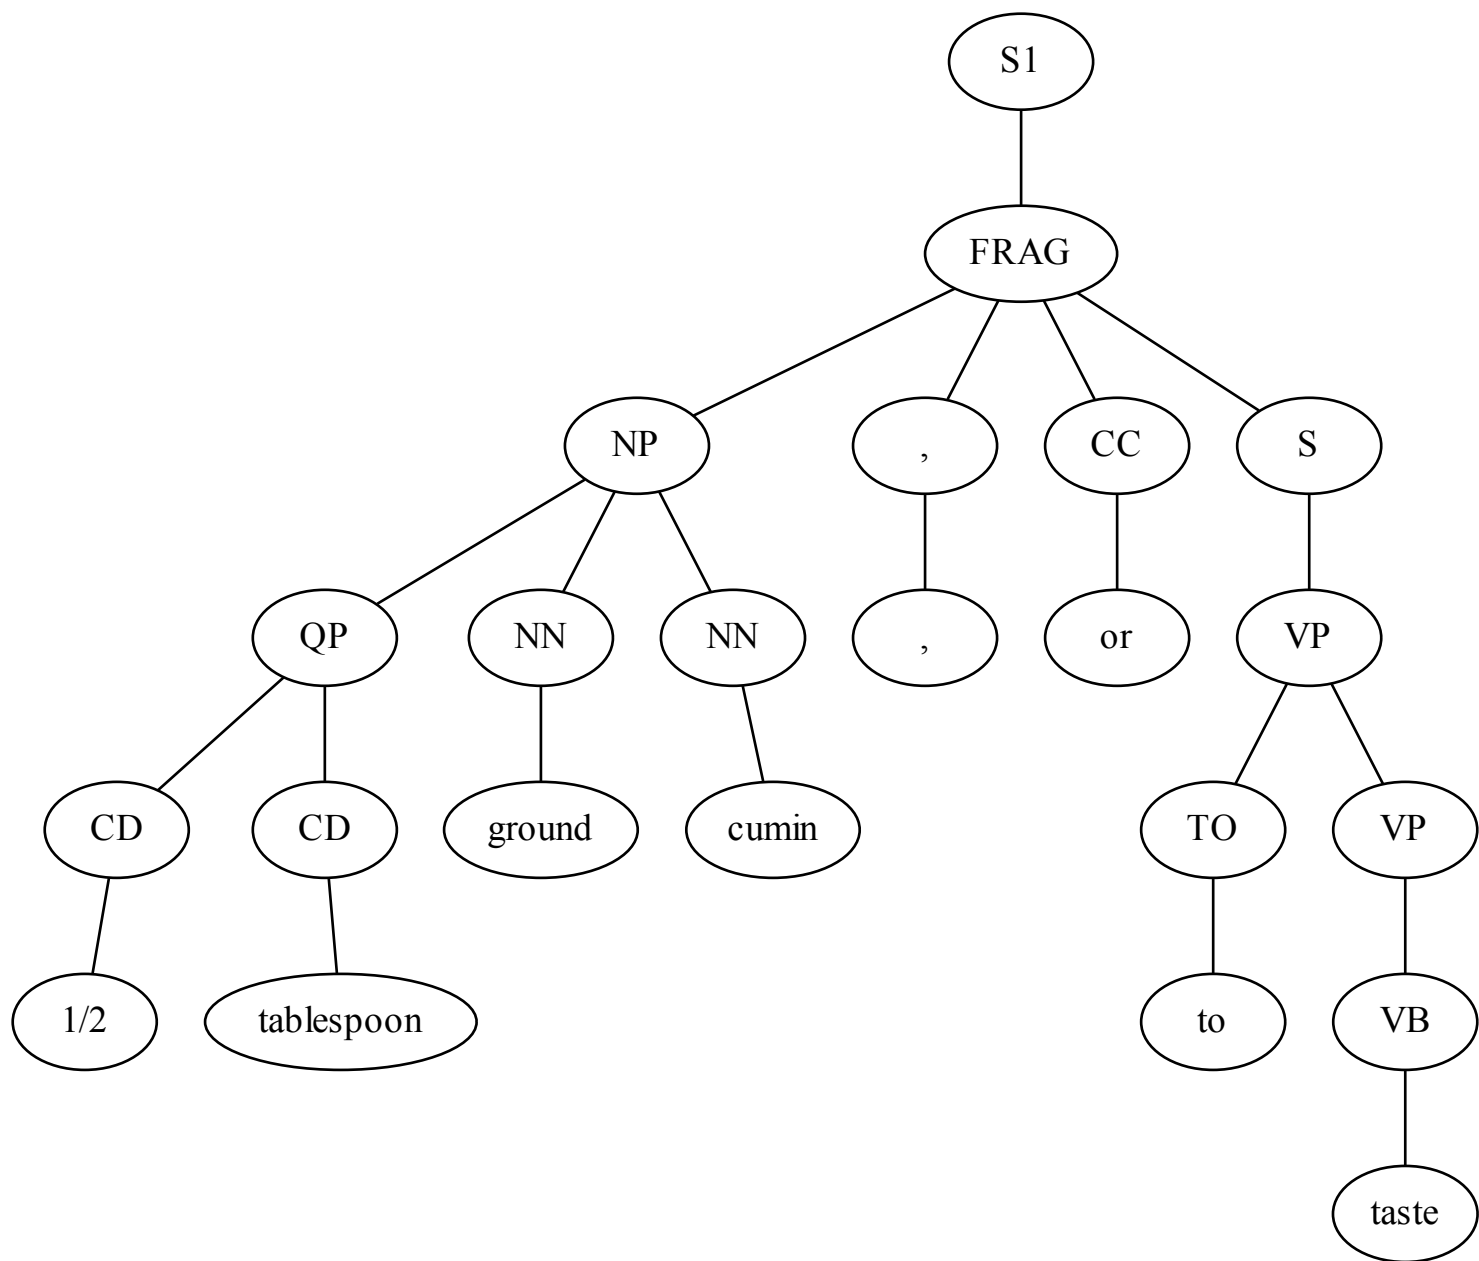 S1
FRAG
NP , CC S
QP NN NN , or VP
CD CD ground cumin TO VP
1/2 tablespoon to VB
taste